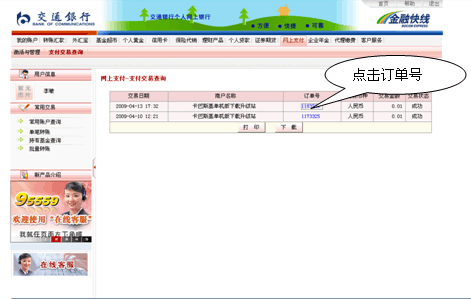 首页 帮助 退出
交通银行
BANK OF COMMUNICATIONS
交通银行个人网上银行
方便 快捷 可靠
金融快线
BOCOM EXPRESS
我的账户 转账汇款 外汇宝 基金超市 个人黄金 信用卡 保险代销 理财产品 个人贷款 证券期货 网上支付 企业年金 代理缴费 客户服务
激活与管理 支付交易查询
点击订单号
用户信息
李敏
常用交易
常用账户查询
单笔转账
持有基金查询
批量转账
新产品介绍
95559
欢迎使用“在线客服”
我就在页面右下角哦
在线客服
网上支付-支付交易查询
交易日期 商户名称 订单号 币种 交易金额 交易状态
2009-04-13 17:32 卡巴斯基单机版下载升级站 人民币 0.01 成功
2009-04-10 12:21 卡巴斯基单机版下载升级站 1173325 人民币 0.01 成功
打 印 下 载